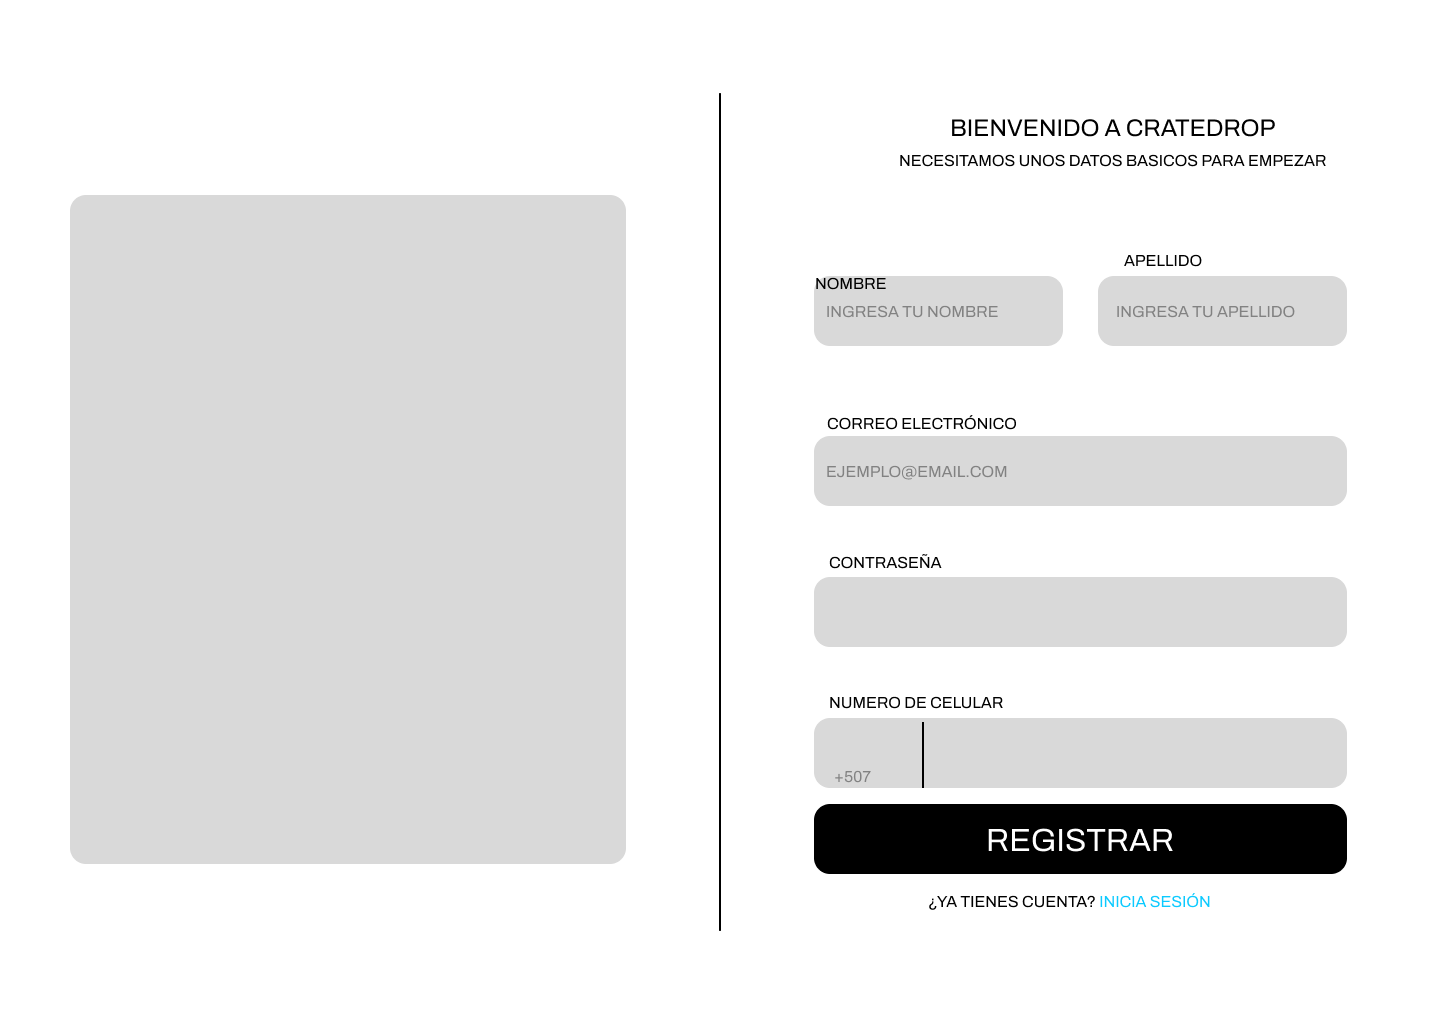 BIENVENIDO A CRATEDROP
NECESITAMOS UNOS DATOS BASICOS PARA EMPEZAR
NOMBRE
INGRESA TU NOMBRE
APELLIDO
INGRESA TU APELLIDO
CORREO ELECTRÓNICO
EJEMPLO@EMAIL.COM
CONTRASEÑA
NUMERO DE CELULAR
+507
REGISTRAR
¿YA TIENES CUENTA? INICIA SESIÓN